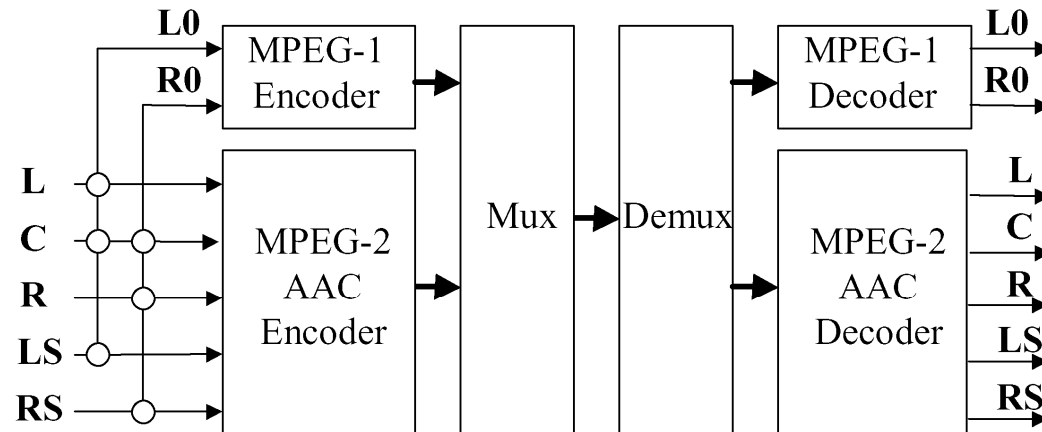 L0
R0
MPEG-1
Encoder
L
C
R
LS
RS
MPEG-2
AAC
Encoder
Mux
Demux
MPEG-1
Decoder
L0
R0
MPEG-2
AAC
Decoder
L
C
R
LS
RS